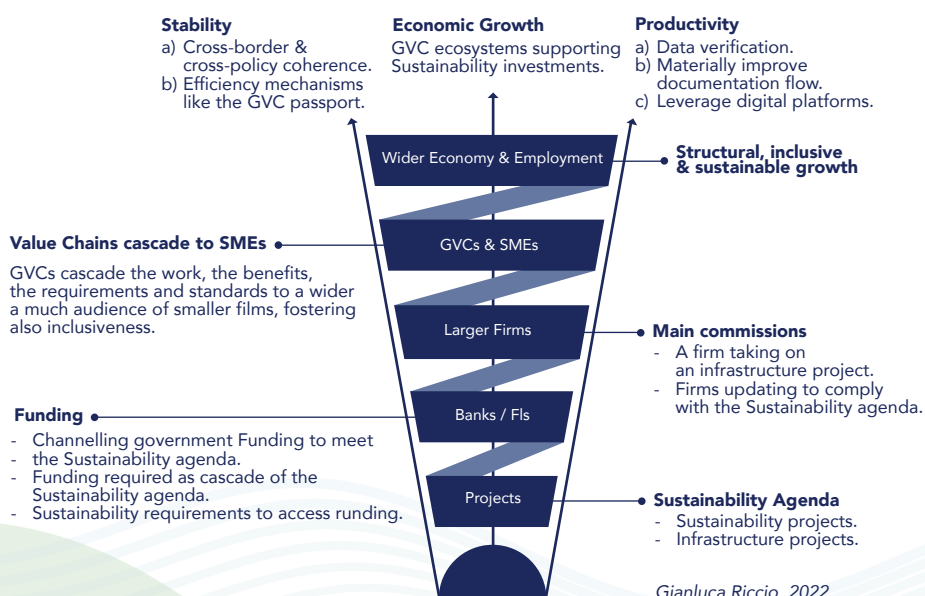 Stability
a) Cross-border &
cross-policy coherence.
b) Efficiency mechanisms
like the GVC passport.
Economic Growth
GVC ecosystems supporting
Sustainability investments.
Productivity
a) Data verification.
b) Materially improve
documentation flow.
c) Leverage digital platforms.
Wider Economy & Employment
Structural, inclusive
& sustainable growth
Value Chains cascade to SMEs
GVCs cascade the work, the benefits,
the requirements and standards to a wider
a much audience of smaller films, fostering
also inclusiveness.
GVCs & SMEs
Larger Firms
Main commissions
- A firm taking on
an infrastructure project.
- Firms updating to comply
with the Sustainability agenda.
Funding
- Channelling government Funding to meet
- the Sustainability agenda.
- Funding required as cascade of the
Sustainability agenda.
- Sustainability requirements to access runding.
Banks / FIs
Projects
Sustainability Agenda
- Sustainability projects.
- Infrastructure projects.
Gianluca Riccio, 2022